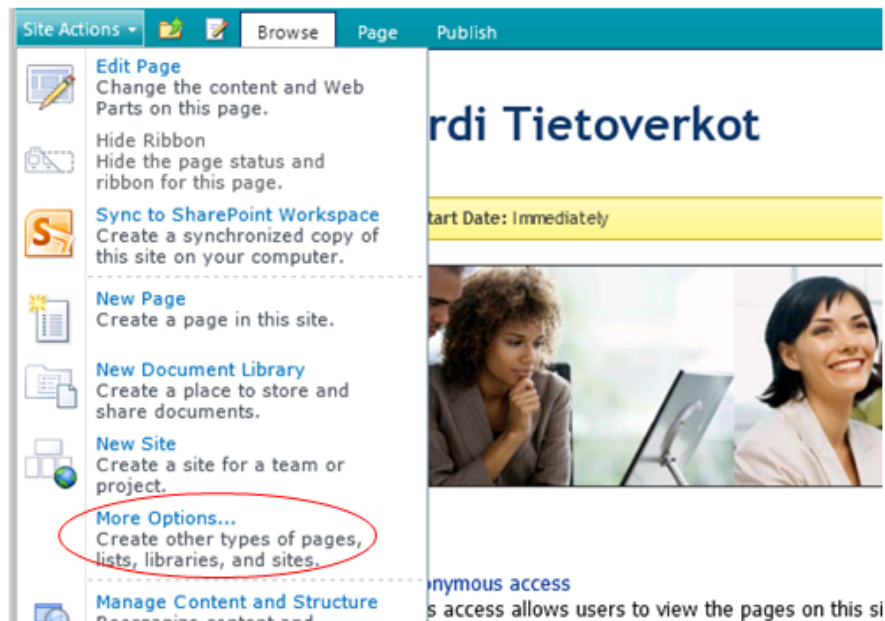 Site Actions
Browse
Page
Publish
Edit Page
Change the content and Web
Parts on this page.
Hide Ribbon
Hide the page status and
ribbon for this page.
Sync to SharePoint Workspace
Create a synchronized copy of
this site on your computer.
New Page
Create a page in this site.
New Document Library
Create a place to store and
share documents.
New Site
Create a site for a team or
project.
More Options...
Create other types of pages,
lists, libraries, and sites.
Manage Content and Structure
Reorganize content and
rdi Tietoverkot
tart Date: Immediately
nymous access
s access allows users to view the pages on this si